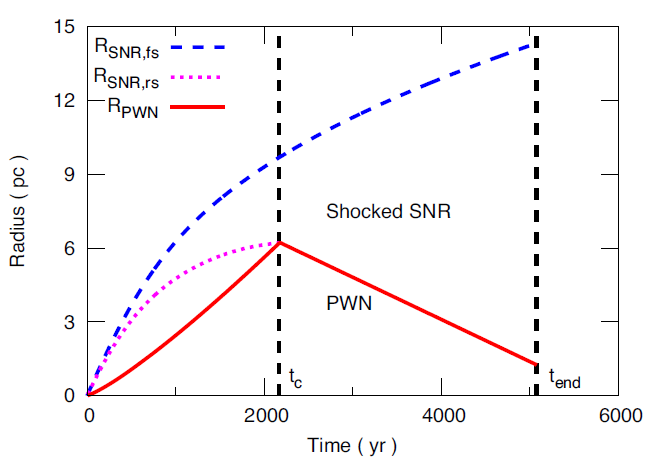 15
12
9
6
3
0
Radius ( pc )
R_SNR,fs
R_SNR,rs
R_PWN
Shocked SNR
PWN
t_c
t_end
0
2000
4000
6000
Time ( yr )